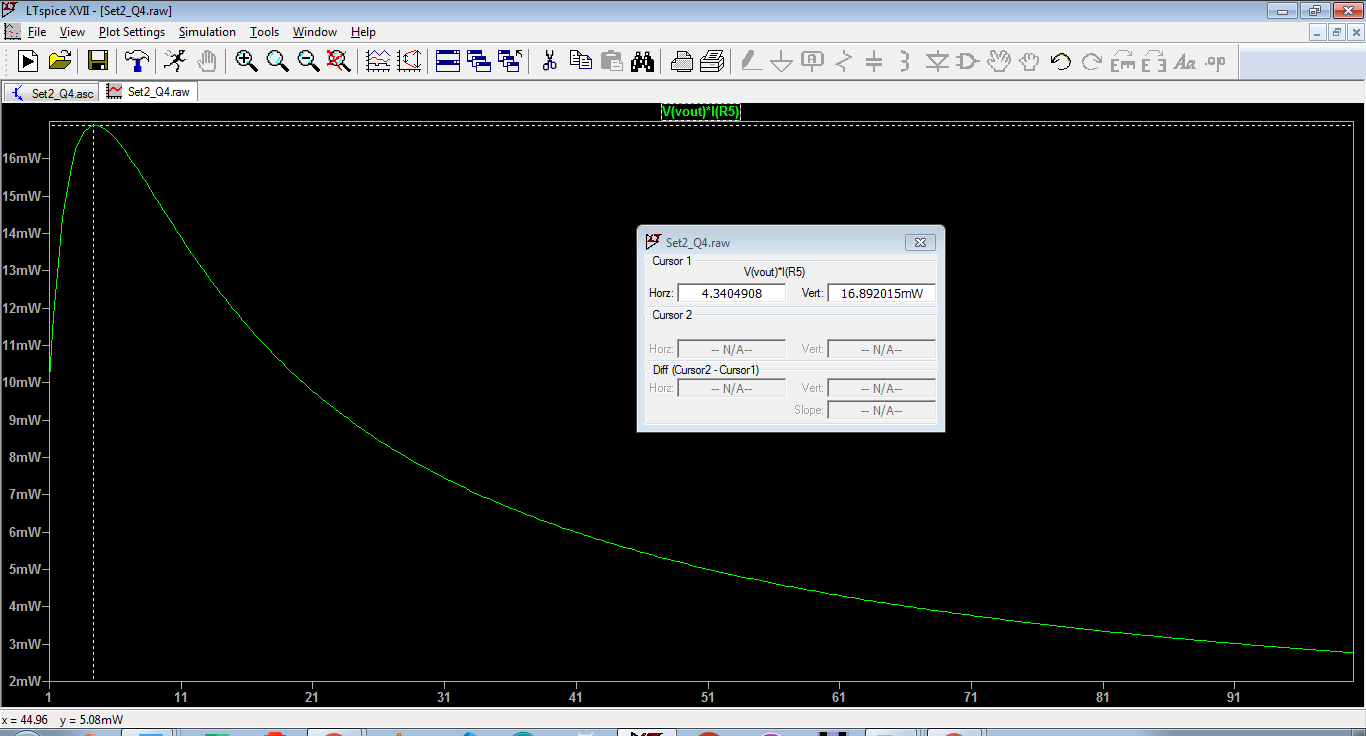 LTspice XVII - [Set2_Q4.raw]
File View Plot Settings Simulation Tools Window Help
Set2_Q4.asc Set2_Q4.raw
V(vout)*I(R5)
16mW
15mW
14mW
13mW
12mW
11mW
10mW
9mW
8mW
7mW
6mW
5mW
4mW
3mW
2mW
1 11 21 31 41 51 61 71 81 91
Set2_Q4.raw
Cursor 1
V(vout)*I(R5)
Horz: 4.3404908 Vert: 16.892015mW
Cursor 2
Horz: -- N/A-- Vert: -- N/A--
Diff (Cursor2 - Cursor1)
Horz: -- N/A-- Vert: -- N/A--
Slope: -- N/A--
x = 44.96 y = 5.08mW